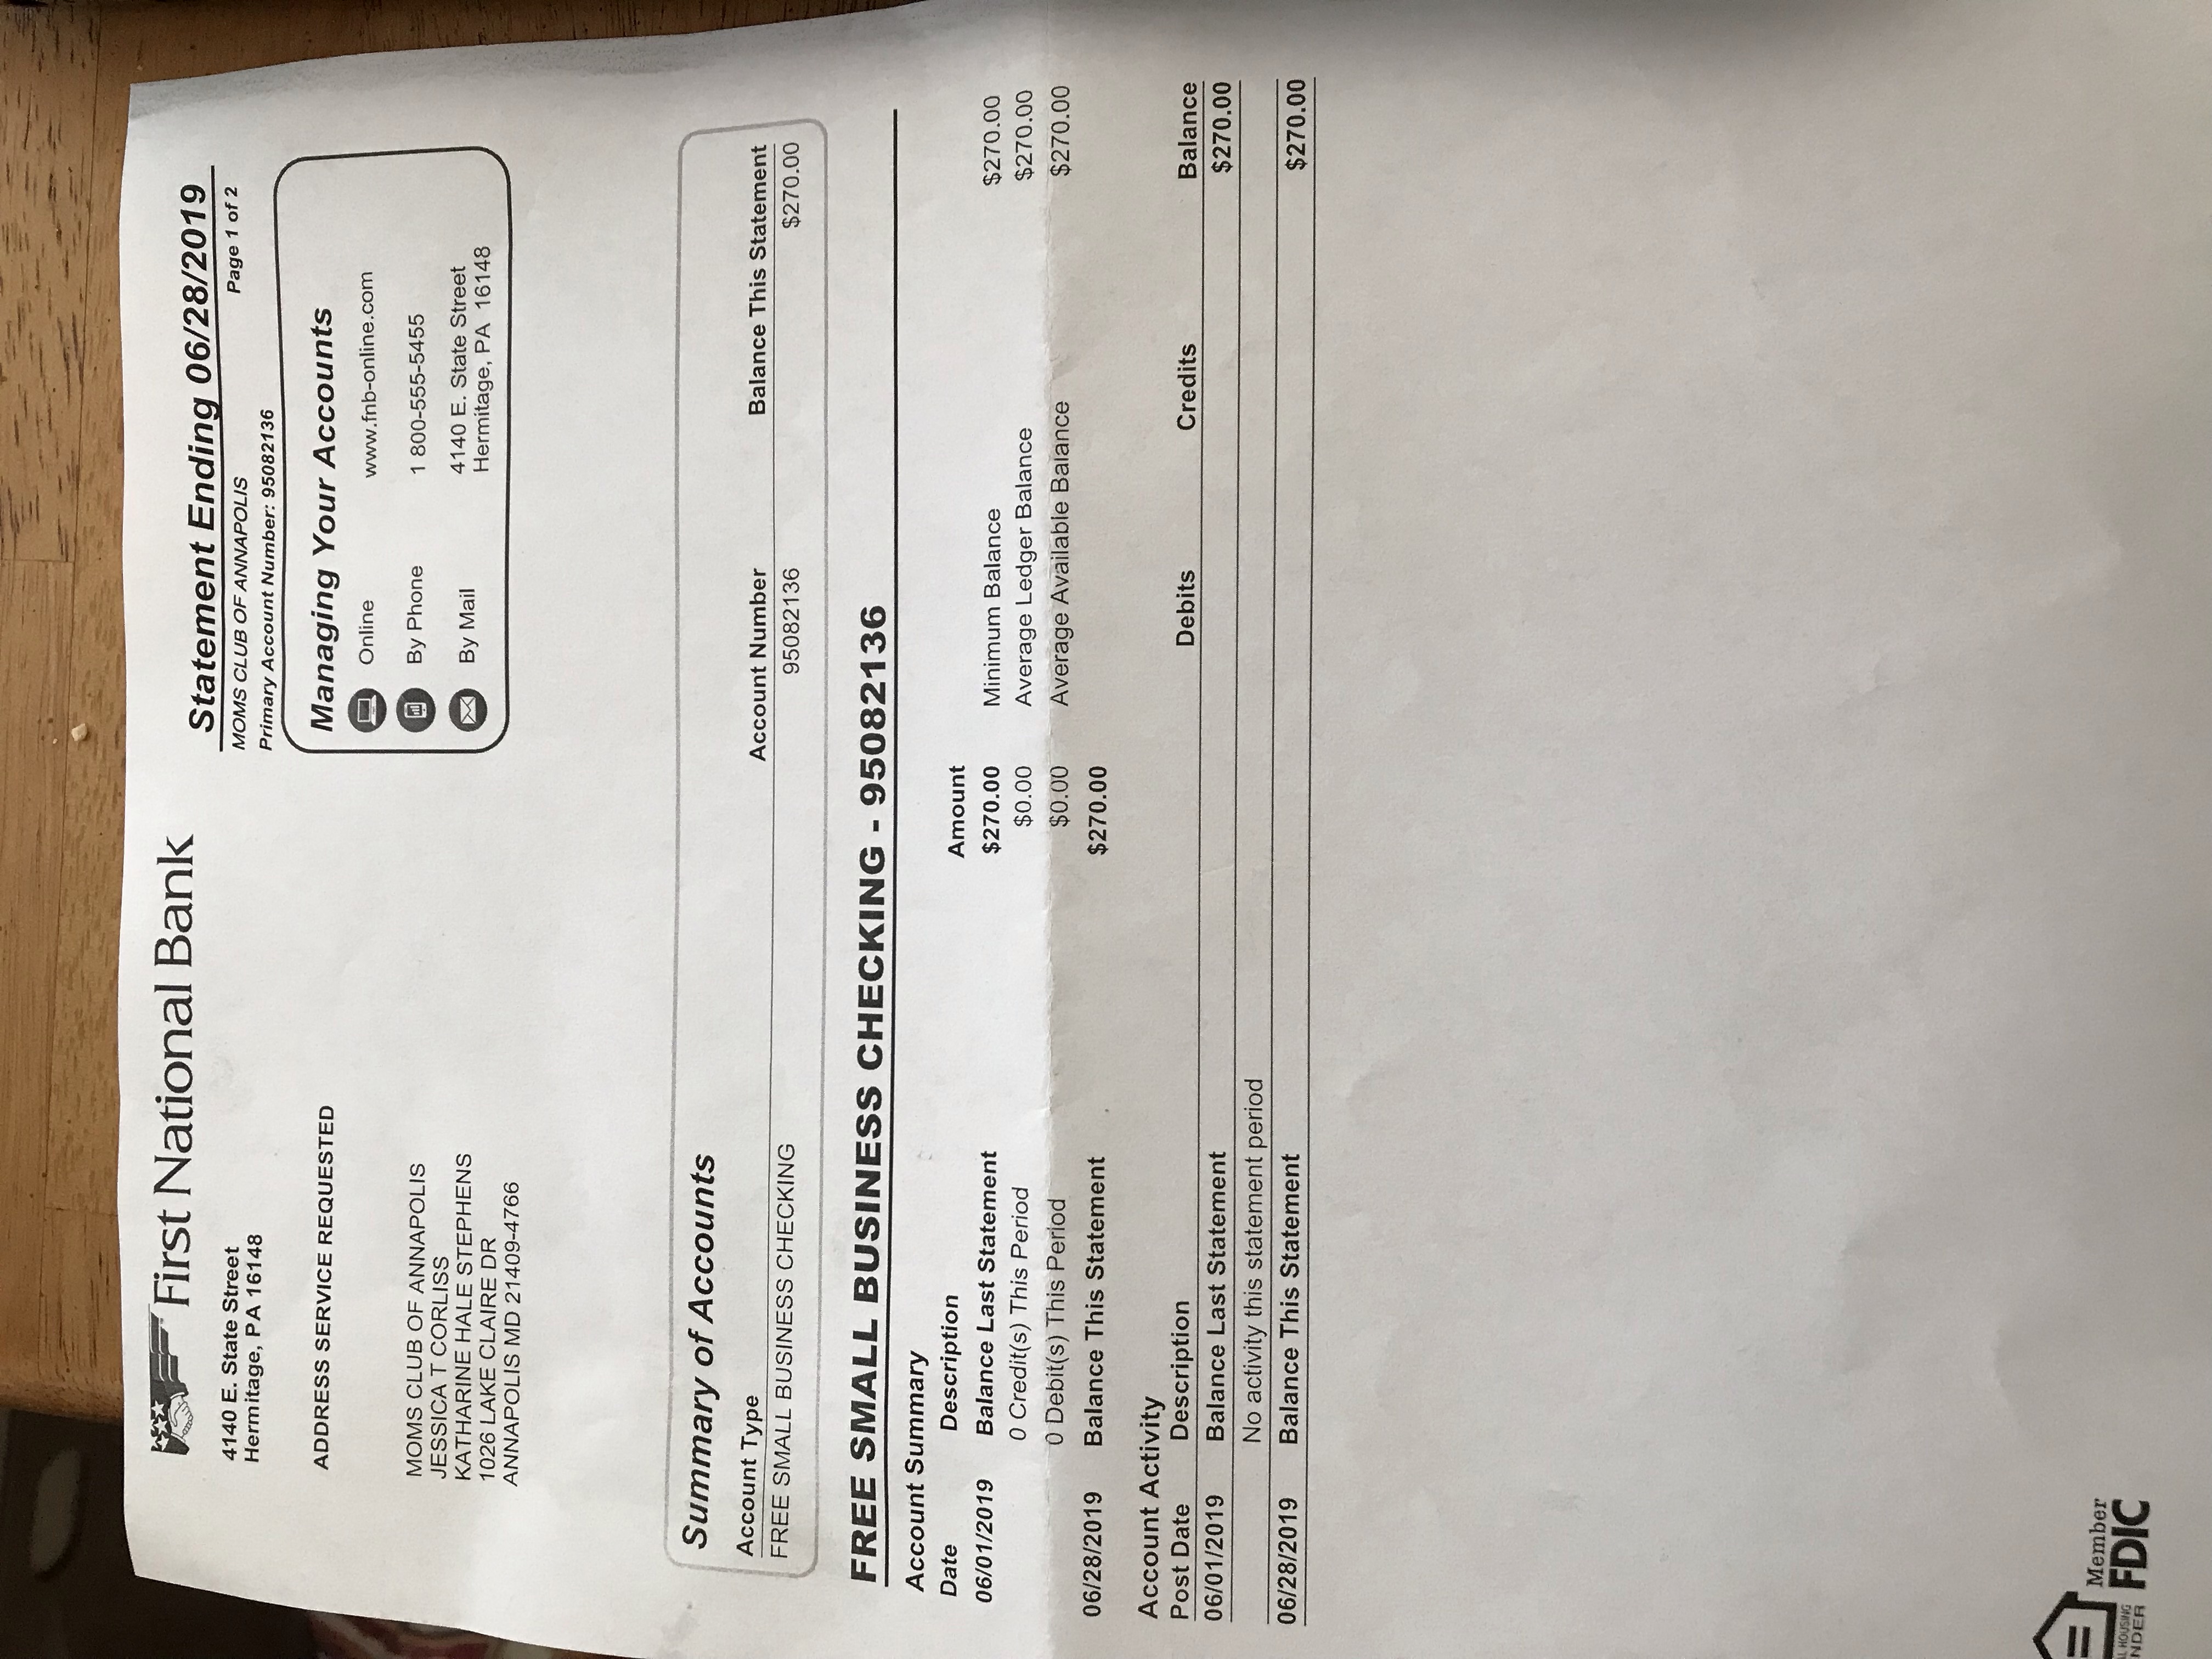 First National Bank
4140 E. State Street
Hermitage, PA 16148
ADDRESS SERVICE REQUESTED
MOMS CLUB OF ANNAPOLIS
JESSICA T CORLISS
KATHARINE HALE STEPHENS
1026 LAKE CLAIRE DR
ANNAPOLIS MD 21409-4766
Statement Ending 06/28/2019
MOMS CLUB OF ANNAPOLIS Page 1 of 2
Primary Account Number: 95082136
Managing Your Accounts
Online www.fnb-online.com
By Phone 1 800-555-5455
By Mail 4140 E. State Street
Hermitage, PA 16148
Summary of Accounts
Account Type Account Number Balance This Statement
FREE SMALL BUSINESS CHECKING 95082136 $270.00
FREE SMALL BUSINESS CHECKING - 95082136
Account Summary
Date Description Amount
06/01/2019 Balance Last Statement $270.00 Minimum Balance $270.00
0 Credit(s) This Period $0.00 Average Ledger Balance $270.00
0 Debit(s) This Period $0.00 Average Available Balance $270.00
06/28/2019 Balance This Statement $270.00
Account Activity
Post Date Description Debits Credits Balance
06/01/2019 Balance Last Statement $270.00
No activity this statement period
06/28/2019 Balance This Statement $270.00
Member
FDIC
HOUSING